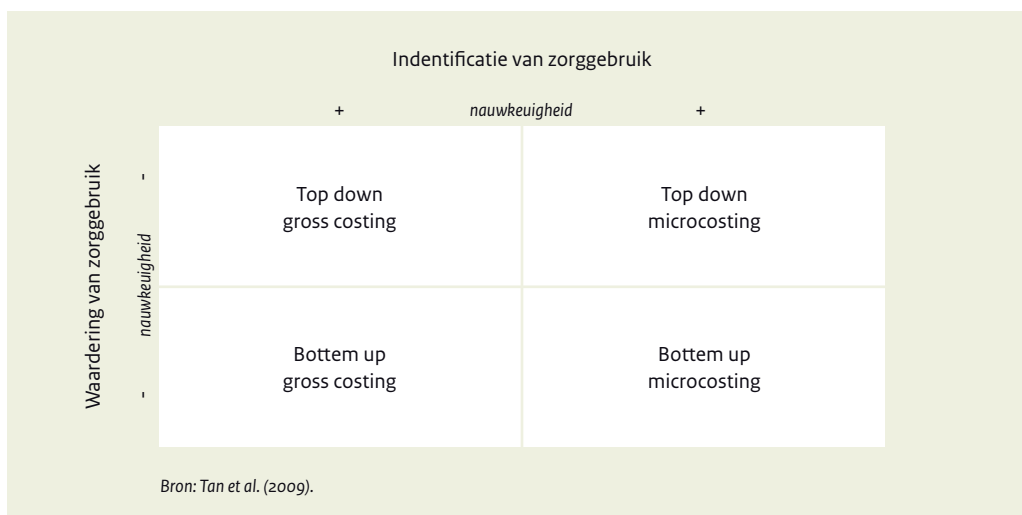 Indentificatie van zorggebruik
+ nauwkeuigheid +
Waardering van zorggebruik
- nauwkeuigheid -
Top down
gross costing
Top down
microcosting
Bottem up
gross costing
Bottem up
microcosting
Bron: Tan et al. (2009).